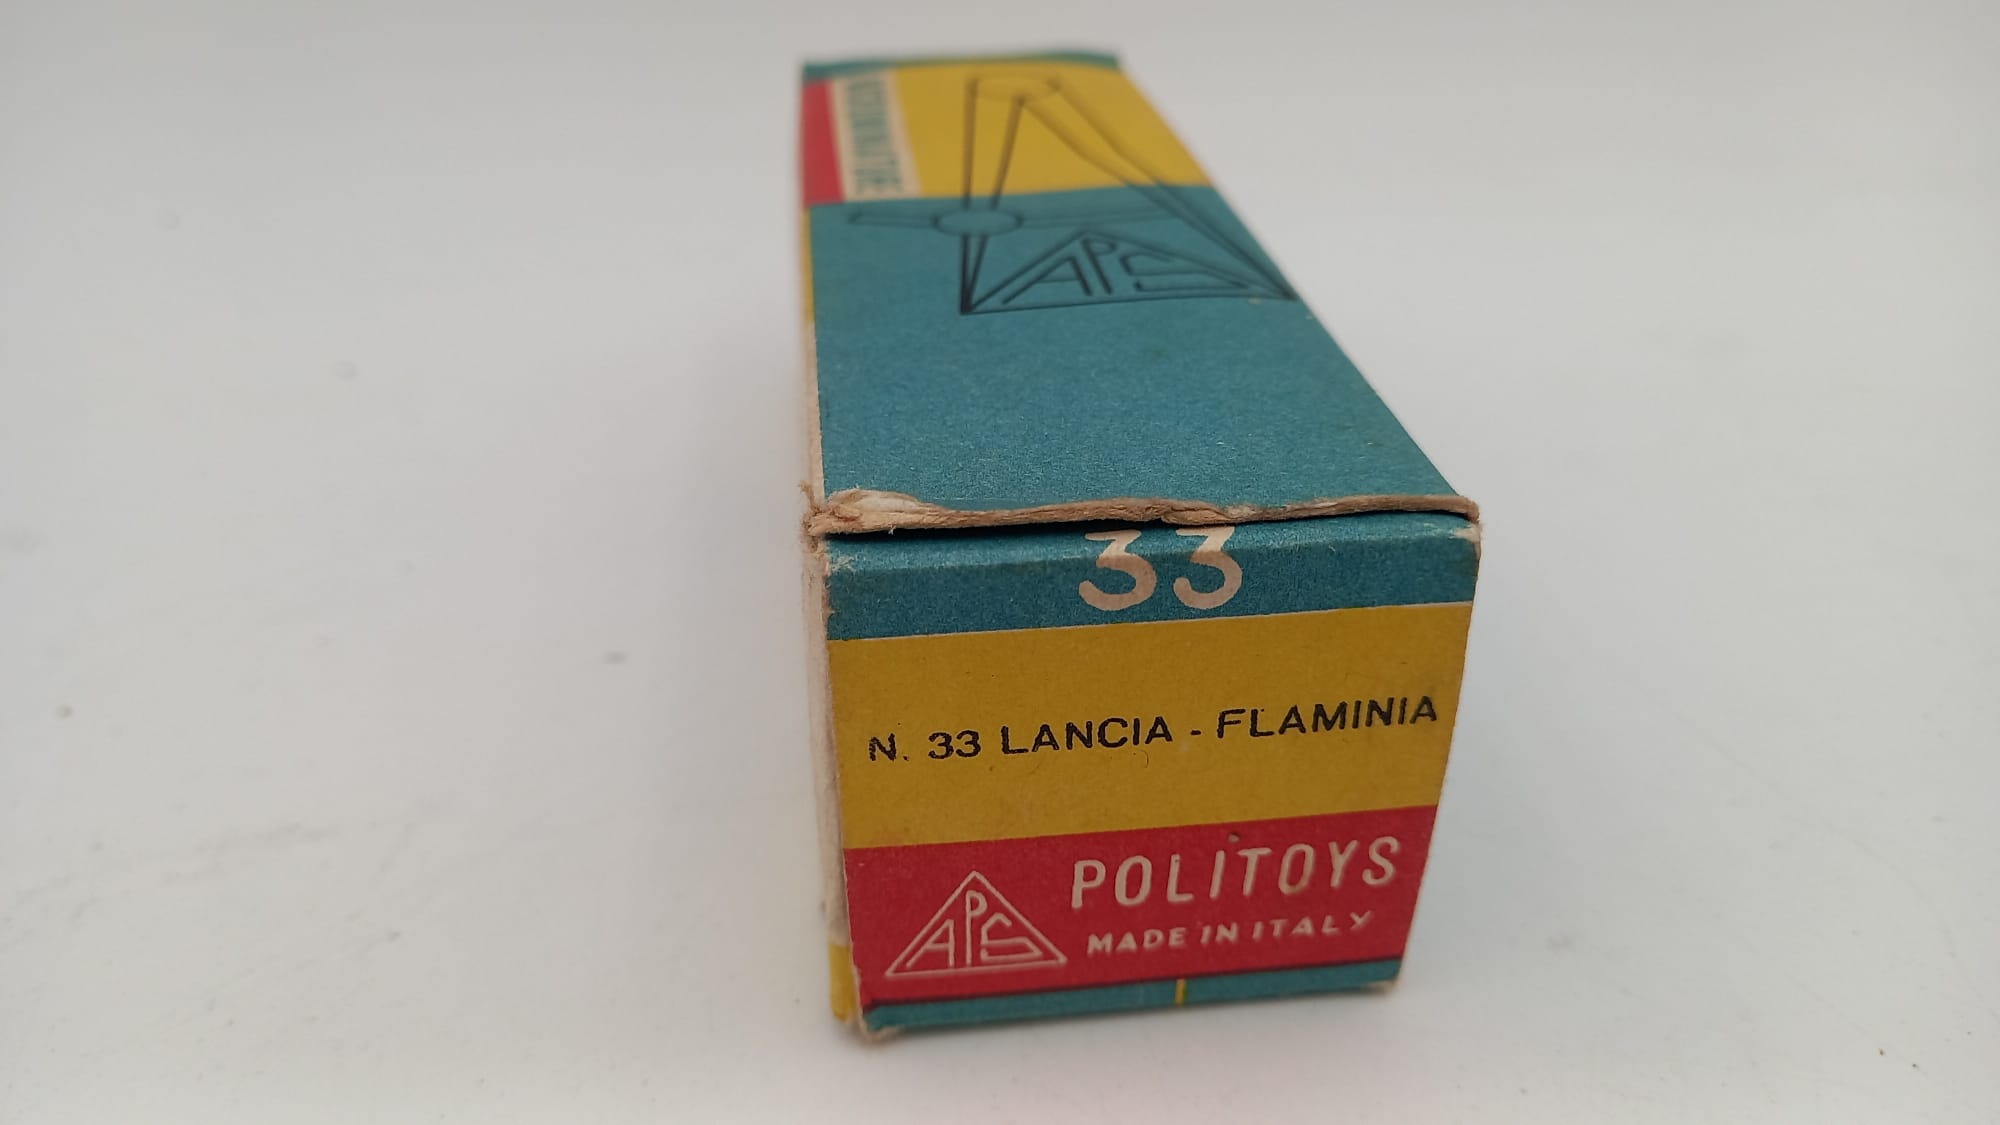 APS
33
N. 33 LANCIA - FLAMINIA
APS
POLITOYS
MADE IN ITALY